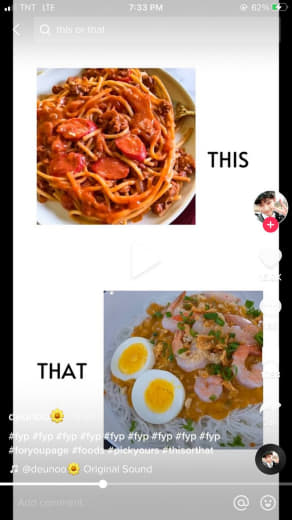 TNT LTE 7:33 PM 62%
this or that
THIS
THAT
deunoo🌼
#fyp #fyp #fyp #fyp #fyp #fyp #fyp #fyp #fyp
#foryoupage #foods #pickyours #thisorthat
@deunoo🌼 Original Sound
Add comment...